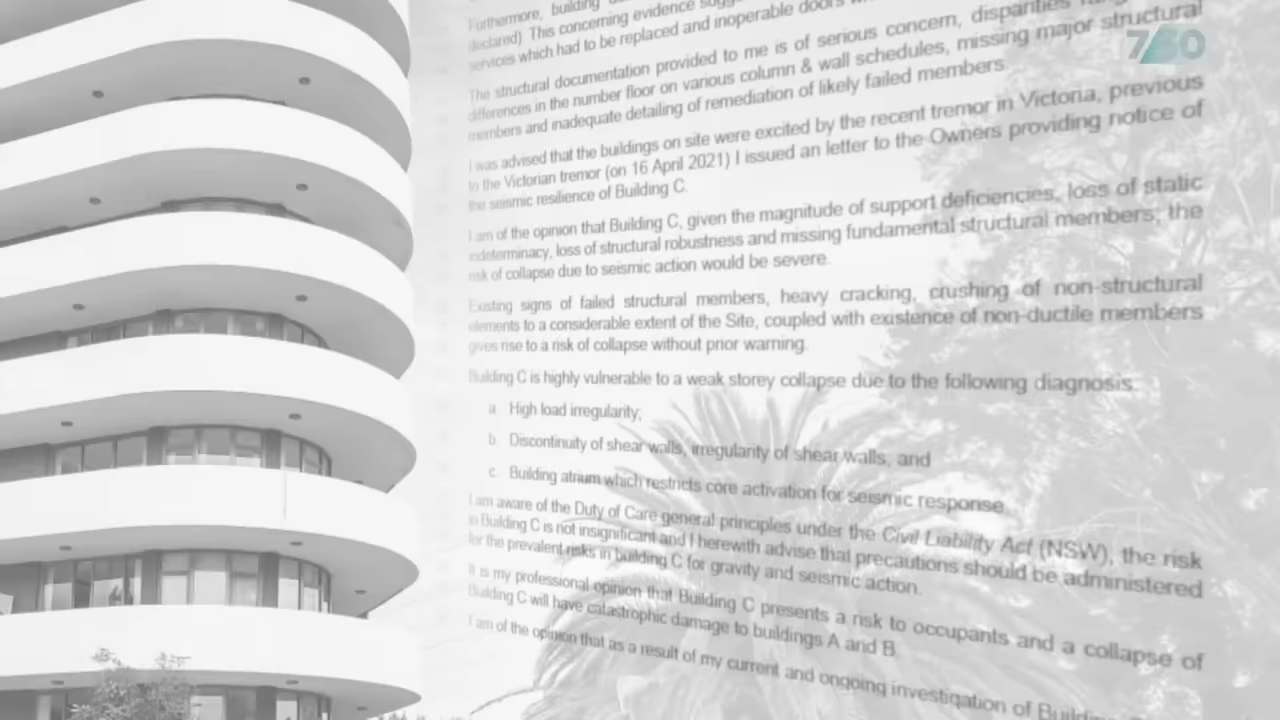 7.30
Furthermore, building
declared). This concerning evidence
services which had to be replaced and inoperable doors
The structural documentation provided to me is of serious concern, disparities
differences in the number floor on various column & wall schedules, missing major structural
members and inadequate detailing of remediation of likely failed members.
I was advised that the buildings on site were excited by the recent tremor in Victoria, previous
to the Victorian tremor (on 16 April 2021) I issued an letter to the Owners providing notice of
the seismic resilience of Building C.
I am of the opinion that Building C, given the magnitude of support deficiencies, loss of static
indeterminacy, loss of structural robustness and missing fundamental structural members; the
risk of collapse due to seismic action would be severe.
Existing signs of failed structural members, heavy cracking, crushing of non-structural
elements to a considerable extent of the Site, coupled with existence of non-ductile members
gives rise to a risk of collapse without prior warning.
Building C is highly vulnerable to a weak storey collapse due to the following diagnosis.
a. High load irregularity;
b. Discontinuity of shear walls, irregularity of shear walls; and
c. Building atrium which restricts core activation for seismic response
I am aware of the Duty of Care general principles under the Civil Liability Act (NSW), the risk
in Building C is not insignificant and I herewith advise that precautions should be administered
for the prevalent risks in building C for gravity and seismic action.
It is my professional opinion that Building C presents a risk to occupants and a collapse of
Building C will have catastrophic damage to buildings A and B.
I am of the opinion that as a result of my current and ongoing investigation of